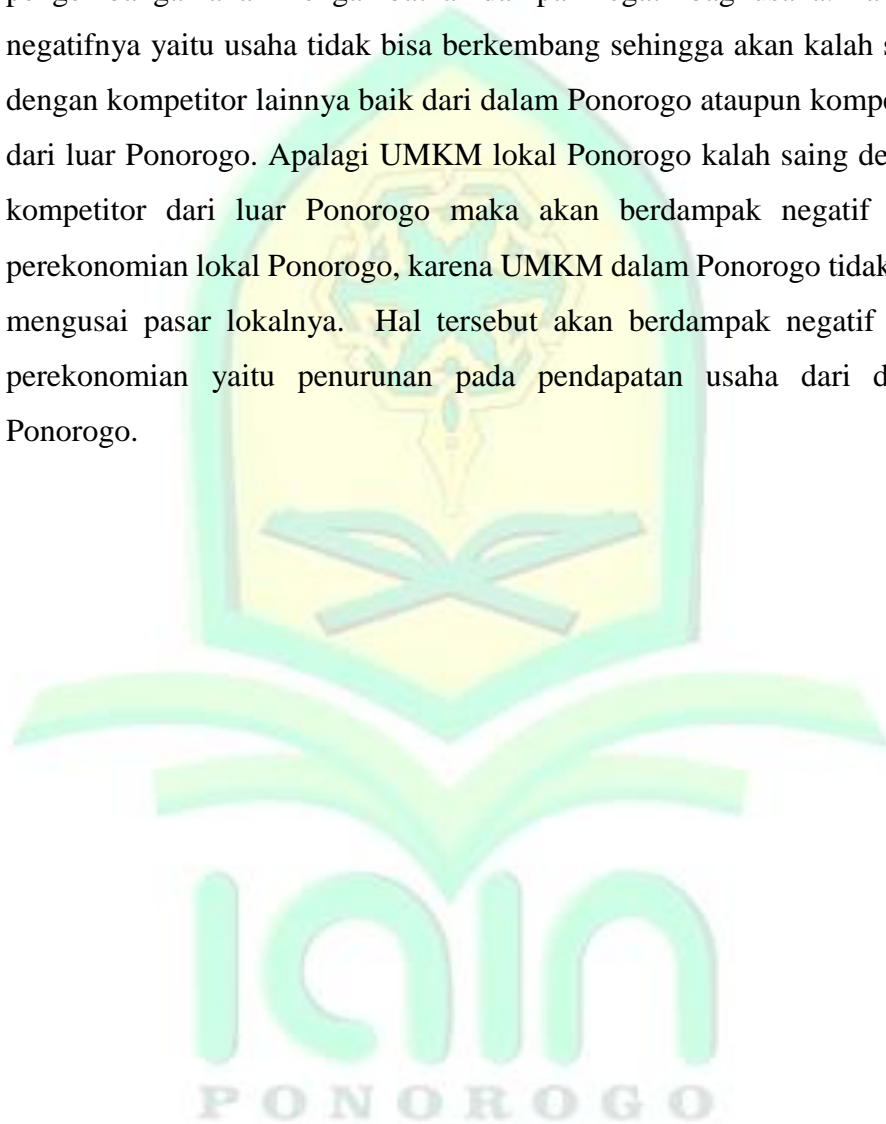 negatifnya yaitu usaha tidak bisa berkembang sehingga akan kalah
dengan kompetitor lainnya baik dari dalam Ponorogo ataupun
dari luar Ponorogo. Apalagi UMKM lokal Ponorogo kalah saing
kompetitor dari luar Ponorogo maka akan berdampak negatif
perekonomian lokal Ponorogo, karena UMKM dalam Ponorogo tidak
mengusai pasar lokalnya. Hal tersebut akan berdampak negatif
perekonomian yaitu penurunan pada pendapatan usaha dari
Ponorogo.
iain
PONOROGO